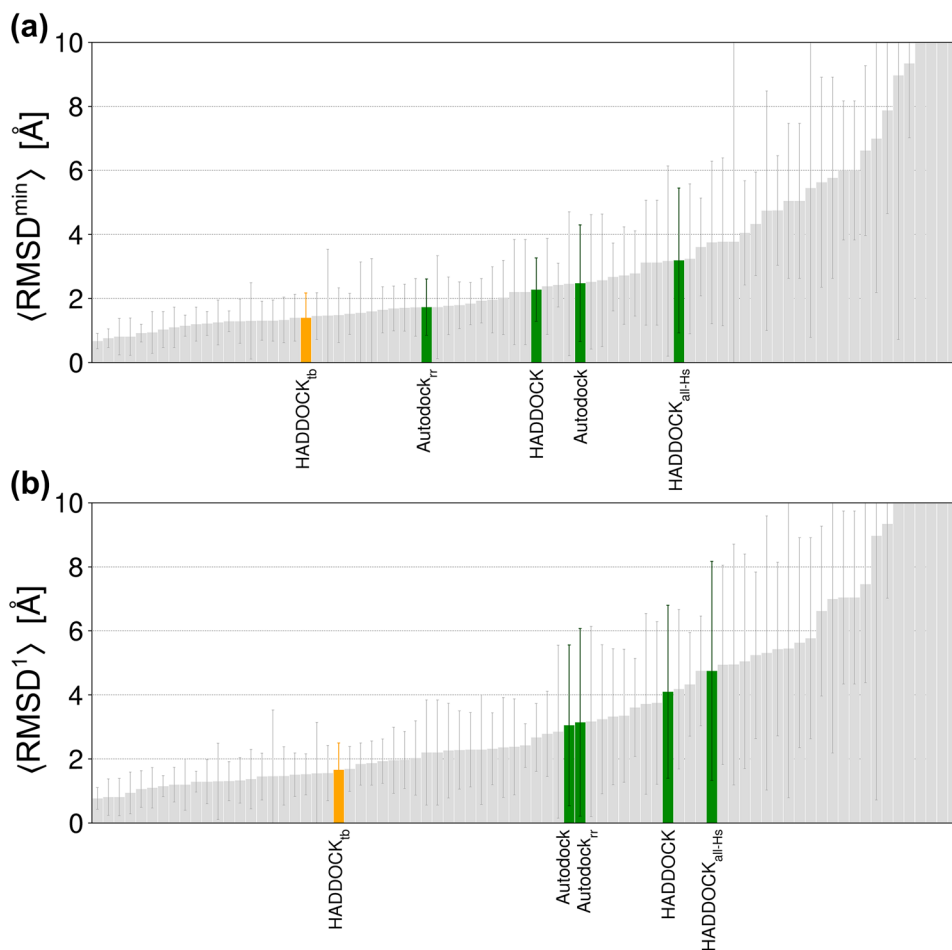 (a)
10
8
6
4
2
0
⟨RMSD^min⟩ [Å]
HADDOCK_tb
Autodock_rr
HADDOCK
Autodock
HADDOCK_all-Hs
(b)
10
8
6
4
2
0
⟨RMSD^1⟩ [Å]
HADDOCK_tb
Autodock
Autodock_rr
HADDOCK
HADDOCK_all-Hs